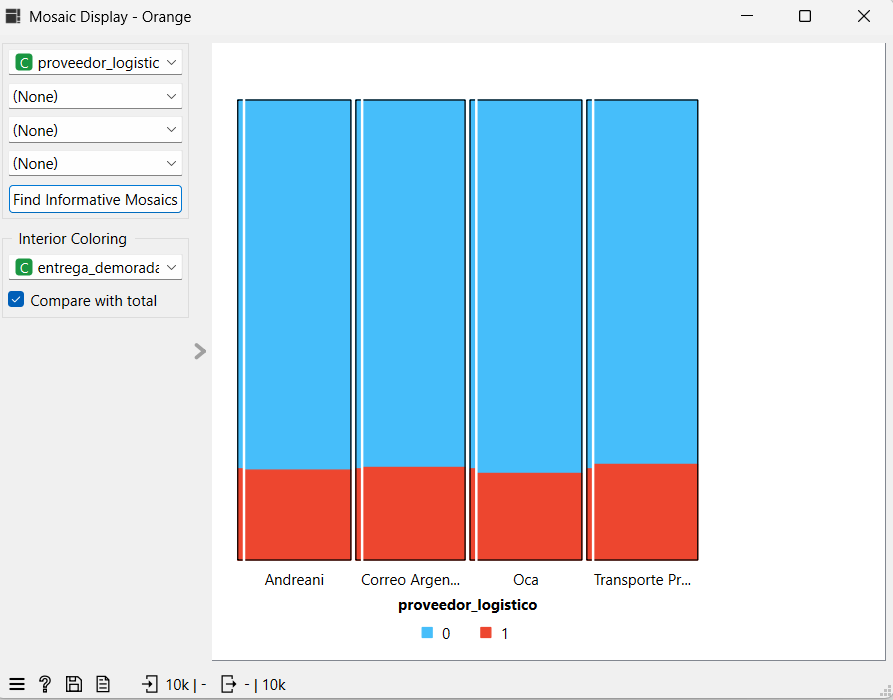 Mosaic Display - Orange
C proveedor_logistic
(None)
(None)
(None)
Find Informative Mosaics
Interior Coloring
C entrega_demorada
Compare with total
Andreani Correo Argen... Oca Transporte Pr...
proveedor_logistico
0 1
? 10k | - - | 10k